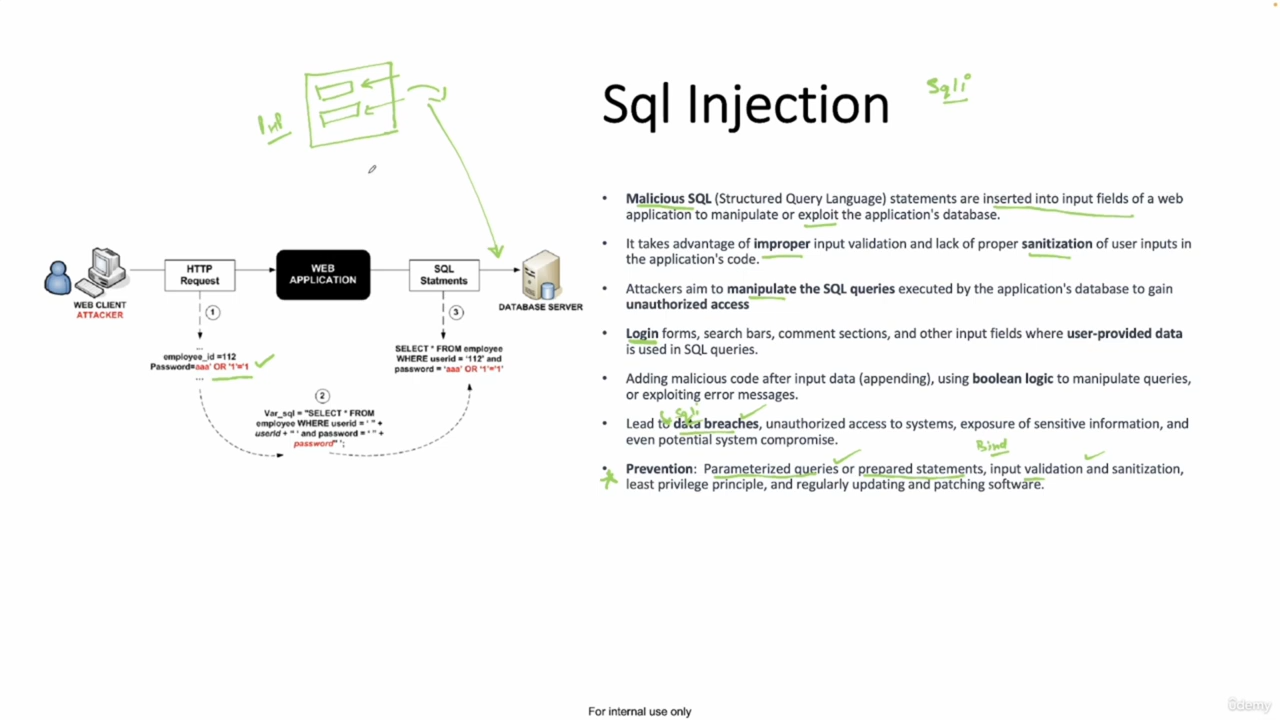 Sql Injection
Sqli
Inp
• Malicious SQL (Structured Query Language) statements are inserted into input fields of a web
application to manipulate or exploit the application's database.
• It takes advantage of improper input validation and lack of proper sanitization of user inputs in
the application's code.
• Attackers aim to manipulate the SQL queries executed by the application's database to gain
unauthorized access
• Login forms, search bars, comment sections, and other input fields where user-provided data
is used in SQL queries.
• Adding malicious code after input data (appending), using boolean logic to manipulate queries,
or exploiting error messages.
Sqli
• Lead to data breaches, unauthorized access to systems, exposure of sensitive information, and
even potential system compromise.
Bind
• Prevention: Parameterized queries or prepared statements, input validation and sanitization,
least privilege principle, and regularly updating and patching software.
WEB CLIENT
ATTACKER
HTTP
Request
WEB
APPLICATION
SQL
Statments
DATABASE SERVER
1
...
employee_id =112
Password=aaa' OR '1'='1
...
2
Var_sql = "SELECT * FROM
employee WHERE userid = ' " +
userid + " ' and password = ' " +
password" ';
3
SELECT * FROM employee
WHERE userid = '112' and
password = 'aaa' OR '1'='1'
For internal use only
ûdemy